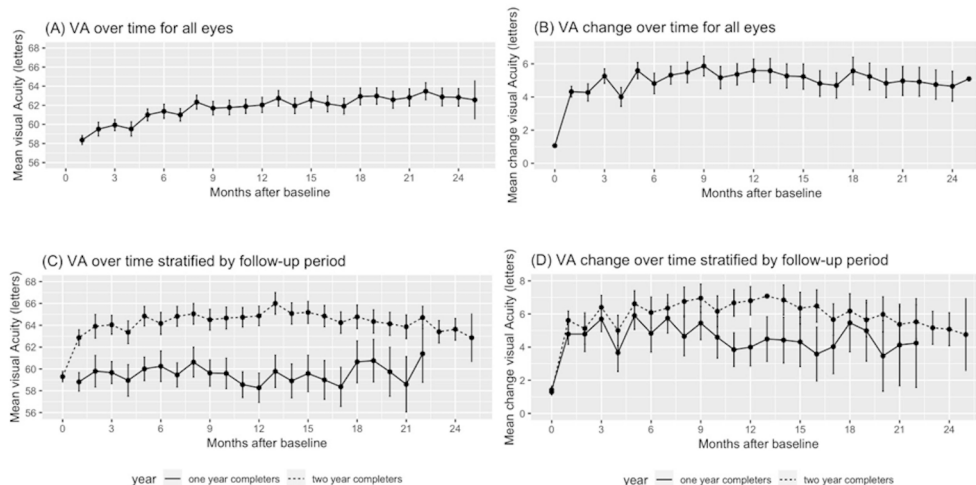 (A) VA over time for all eyes
Mean visual Acuity (letters)
68
66
64
62
60
58
56
0 3 6 9 12 15 18 21 24
Months after baseline
(B) VA change over time for all eyes
Mean change visual Acuity (letters)
6
4
2
0
0 3 6 9 12 15 18 21 24
Months after baseline
(C) VA over time stratified by follow-up period
Mean visual Acuity (letters)
68
66
64
62
60
58
56
0 3 6 9 12 15 18 21 24
Months after baseline
year one year completers two year completers
(D) VA change over time stratified by follow-up period
Mean change visual Acuity (letters)
8
6
4
2
0
0 3 6 9 12 15 18 21 24
Months after baseline
year one year completers two year completers